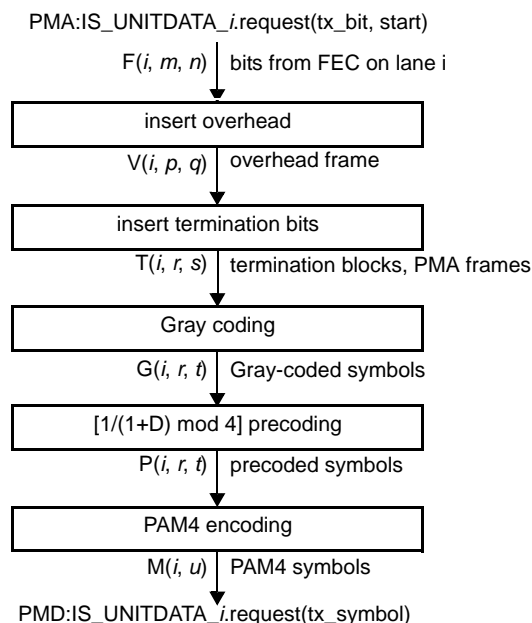 PMA:IS_UNITDATA_i.request(tx_bit, start)
F(i, m, n) bits from FEC on lane i
insert overhead
V(i, p, q) overhead frame
insert termination bits
T(i, r, s) termination blocks, PMA frames
Gray coding
G(i, r, t) Gray-coded symbols
[1/(1+D) mod 4] precoding
P(i, r, t) precoded symbols
PAM4 encoding
M(i, u) PAM4 symbols
PMD:IS_UNITDATA_i.request(tx_symbol)